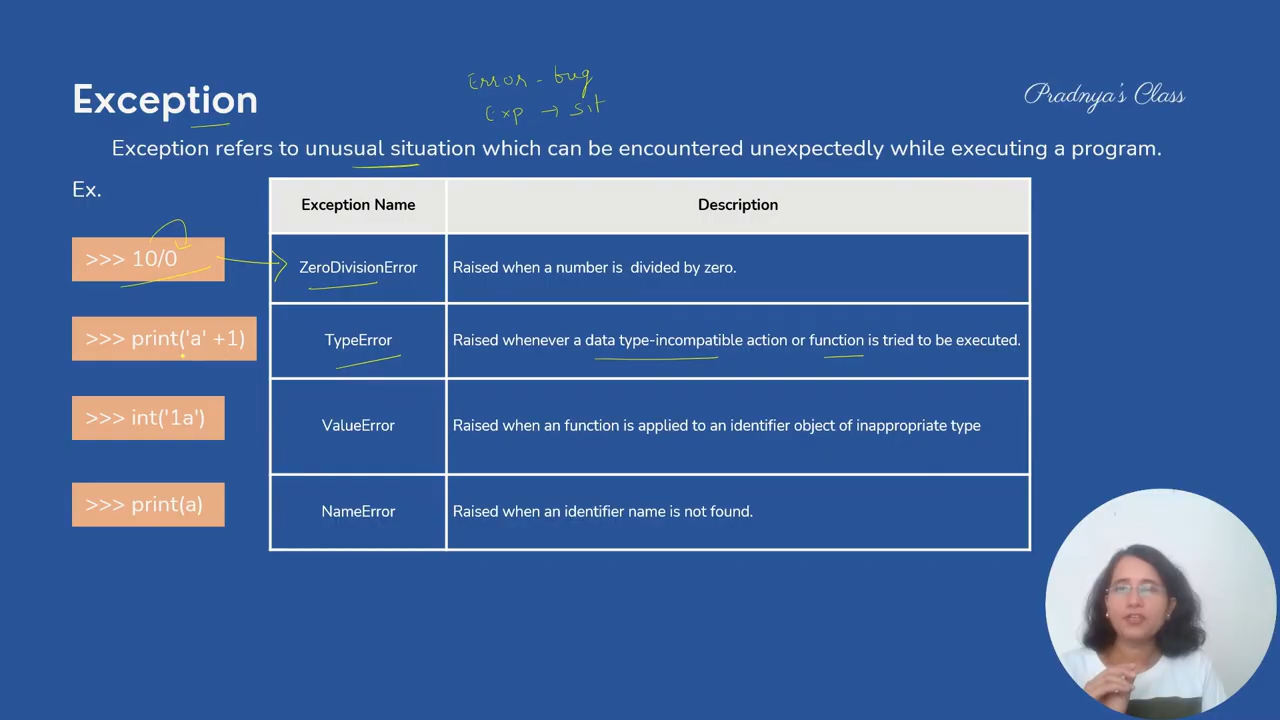 Error - bug
Exception
Exp → sit
Pradnya's Class
Exception refers to unusual situation which can be encountered unexpectedly while executing a program.
Ex.
Exception Name Description
>>> 10/0 ZeroDivisionError Raised when a number is divided by zero.
>>> print('a' +1) TypeError Raised whenever a data type-incompatible action or function is tried to be executed.
>>> int('1a') ValueError Raised when an function is applied to an identifier object of inappropriate type
>>> print(a) NameError Raised when an identifier name is not found.